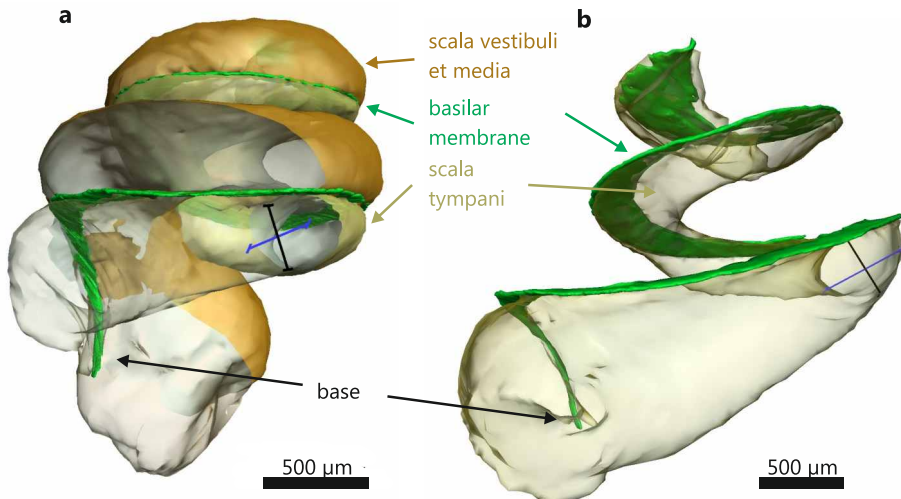 a
b
scala vestibuli
et media
basilar
membrane
scala
tympani
base
500 µm
500 µm